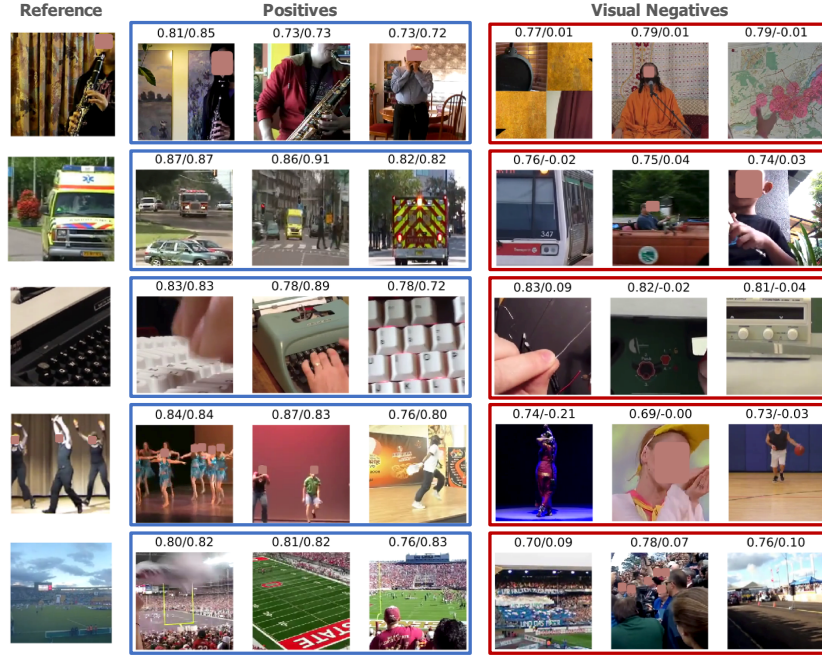 Reference Positives Visual Negatives
0.81/0.85 0.73/0.73 0.73/0.72 0.77/0.01 0.79/0.01 0.79/-0.01
0.87/0.87 0.86/0.91 0.82/0.82 0.76/-0.02 0.75/0.04 0.74/0.03
347
0.83/0.83 0.78/0.89 0.78/0.72 0.83/0.09 0.82/-0.02 0.81/-0.04
0.84/0.84 0.87/0.83 0.76/0.80 0.74/-0.21 0.69/-0.00 0.73/-0.03
0.80/0.82 0.81/0.82 0.76/0.83 0.70/0.09 0.78/0.07 0.76/0.10
STATE